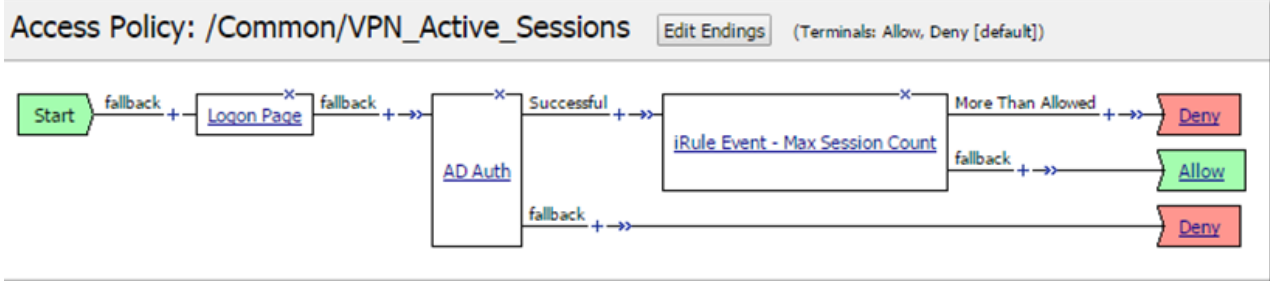 Access Policy: /Common/VPN_Active_Sessions Edit Endings (Terminals: Allow, Deny [default])
Start fallback + Logon Page fallback + AD Auth Successful + iRule Event - Max Session Count More Than Allowed + Deny
fallback + Allow
fallback + Deny